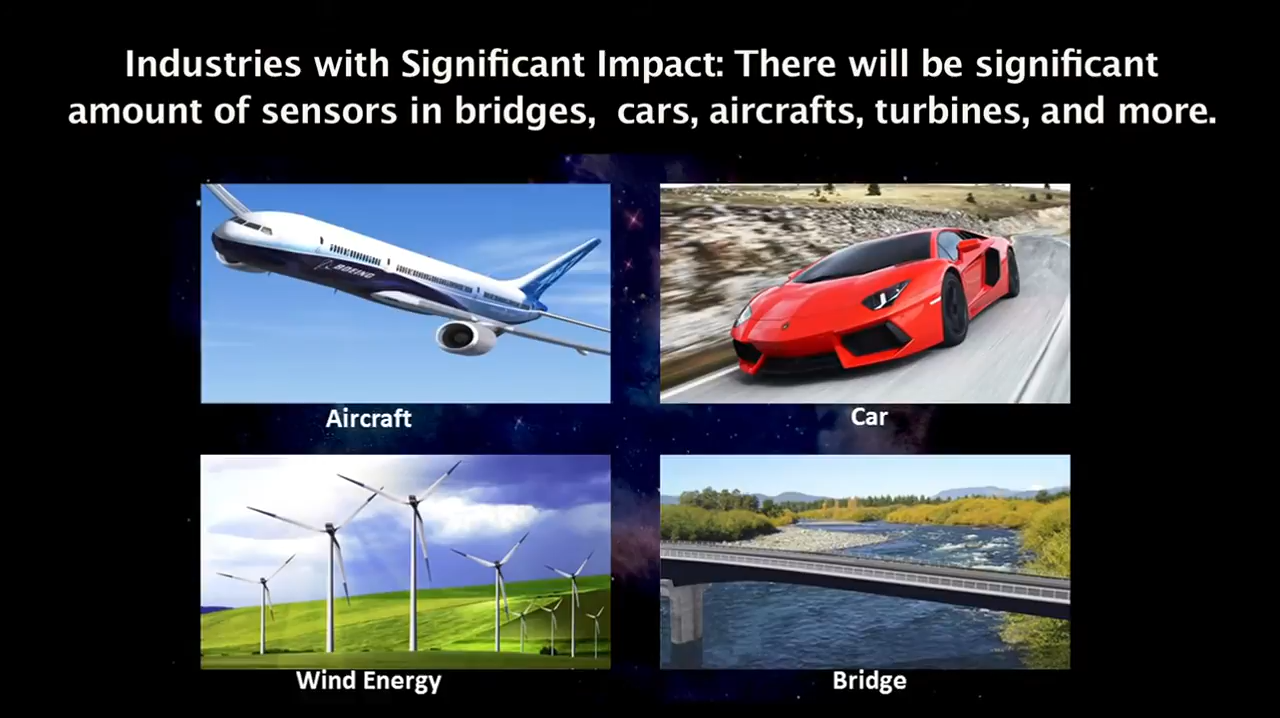 Industries with Significant Impact: There will be significant
amount of sensors in bridges,  cars, aircrafts, turbines, and more.
BOEING
Aircraft
Car
Wind Energy
Bridge